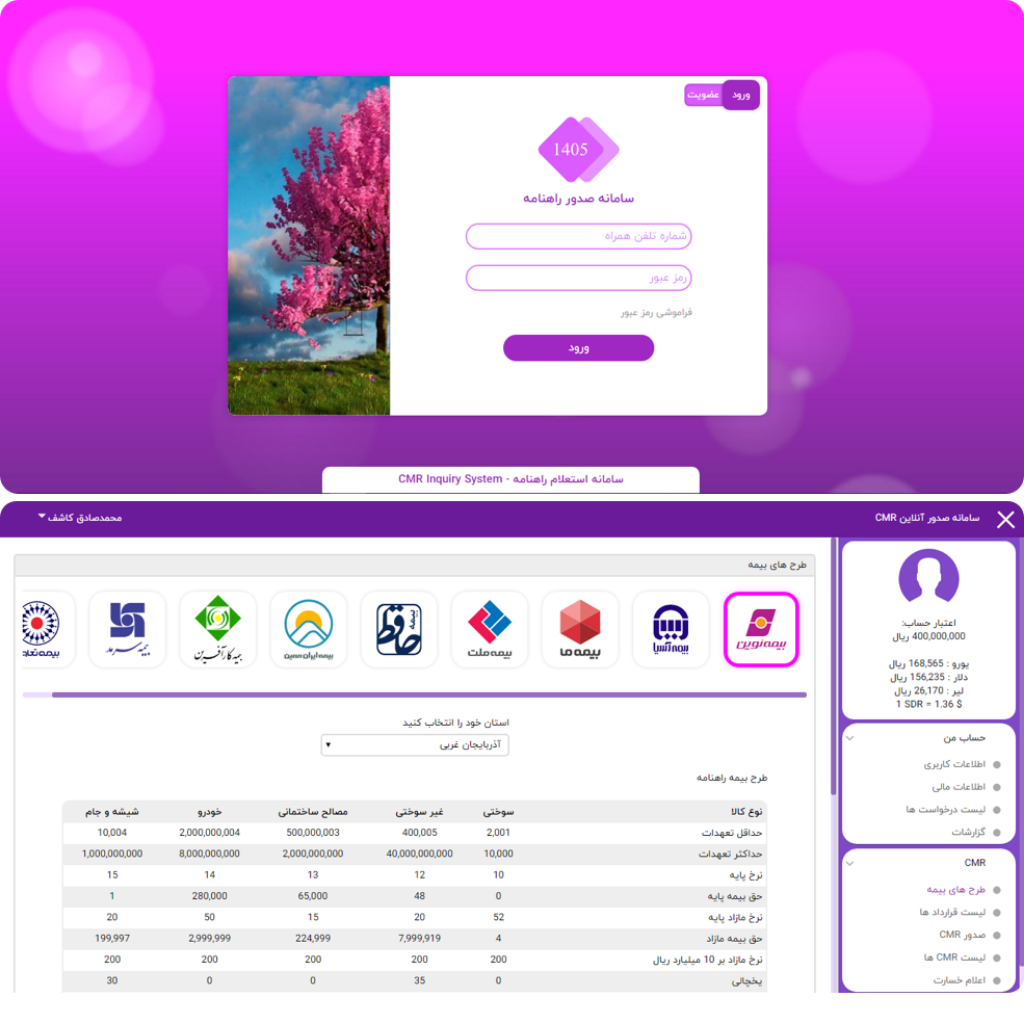 ورود عضویت
1405
سامانه صدور راهنامه
شماره تلفن همراه
رمز عبور
فراموشی رمز عبور
ورود
سامانه استعلام راهنامه - CMR Inquiry System
سامانه صدور آنلاین CMR
محمدصادق کاشف
اعتبار حساب:
400,000,000 ریال
یورو : 168,565 ریال
دلار : 156,235 ریال
لیر : 26,170 ریال
1 SDR = 1.36 $
حساب من
اطلاعات کاربری
اطلاعات مالی
لیست درخواست ها
گزارشات
CMR
طرح های بیمه
لیست قرارداد ها
صدور CMR
لیست CMR ها
اعلام خسارت
طرح های بیمه
بیمه نوین
بیمه آسیا
بیمه ما
بیمه ملت
بیمه حافظ
بیمه ایران معین
بیمه کارآفرین
بیمه سرمد
بیمه تعاو
استان خود را انتخاب کنید
آذربایجان غربی
طرح بیمه راهنامه
نوع کالا سوختی غیر سوختی مصالح ساختمانی خودرو شیشه و جام
حداقل تعهدات 2,001 400,005 500,000,003 2,000,000,004 10,004
حداکثر تعهدات 10,000 40,000,000,000 2,000,000,000 8,000,000,000 1,000,000,000
نرخ پایه 10 12 13 14 15
حق بیمه پایه 0 48 65,000 280,000 1
نرخ مازاد پایه 52 20 15 50 20
حق بیمه مازاد 4 7,999,919 224,999 2,999,999 199,997
نرخ مازاد بر 10 میلیارد ریال 200 200 200 200 200
یخچالی 0 35 0 0 30